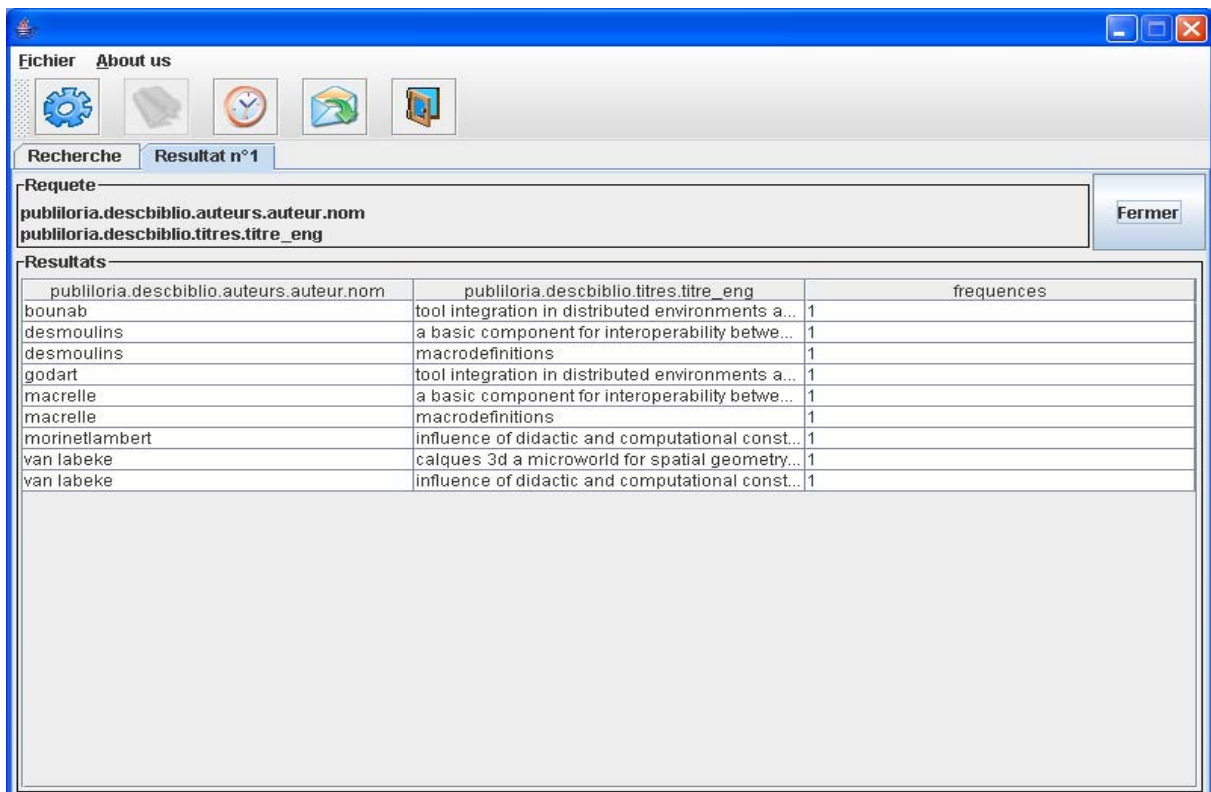 Fichier About us
Recherche Resultat n°1
Requete
publiloria.descbiblio.auteurs.auteur.nom
publiloria.descbiblio.titres.titre_eng
Fermer
Resultats
publiloria.descbiblio.auteurs.auteur.nom publiloria.descbiblio.titres.titre_eng frequences
bounab tool integration in distributed environments a... 1
desmoulins a basic component for interoperability betwe... 1
desmoulins macrodefinitions 1
godart tool integration in distributed environments a... 1
macrelle a basic component for interoperability betwe... 1
macrelle macrodefinitions 1
morinetlambert influence of didactic and computational const... 1
van labeke calques 3d a microworld for spatial geometry... 1
van labeke influence of didactic and computational const... 1